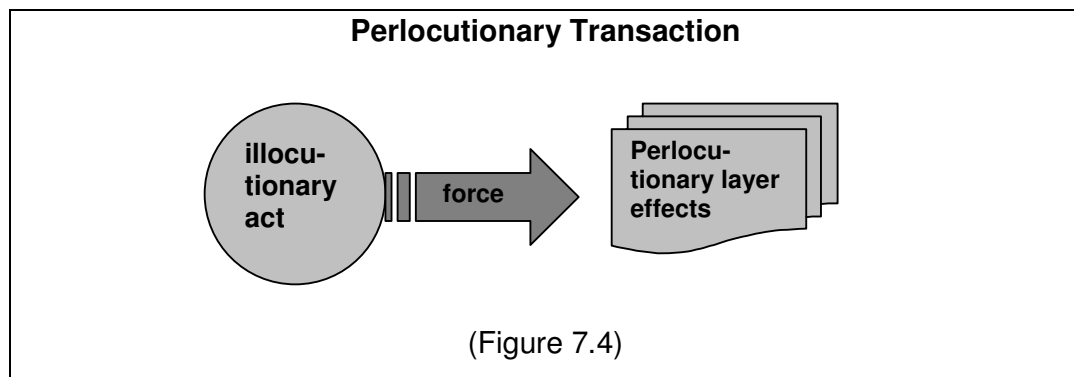 Perlocutionary Transaction
illocu-
tionary
act
force
Perlocu-
tionary layer
effects
(Figure 7.4)